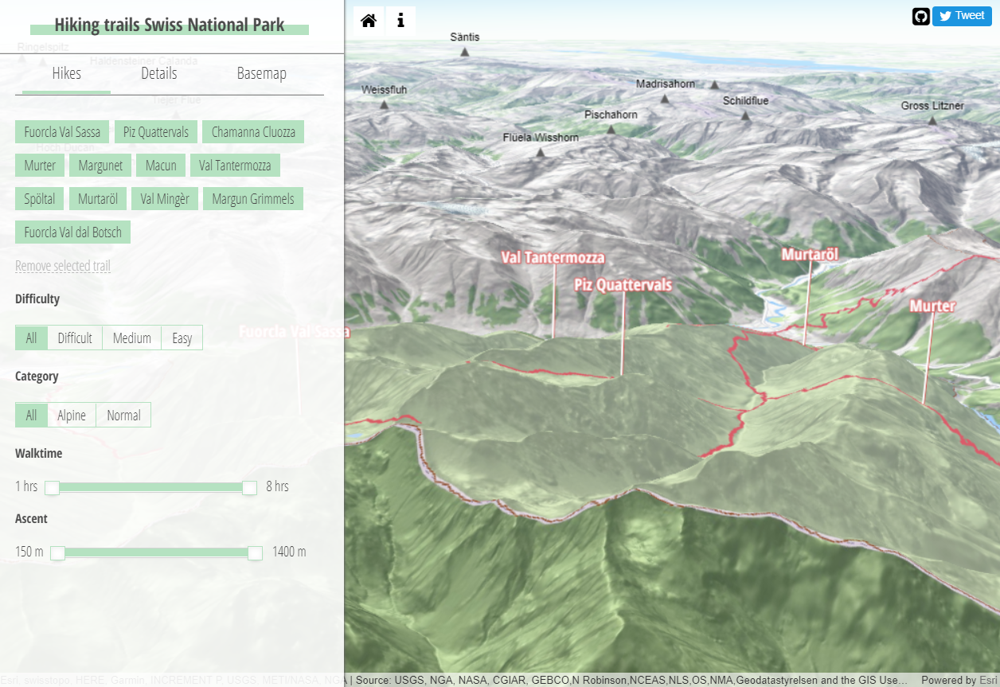 Hiking trails Swiss National Park
Ringelspitz
Haldensteiner Calanda
Hikes Details Basemap
Tiejer Flue
Fuorcla Val Sassa Piz Quattervals Chamanna Cluozza
Hoch Ducan
Murter Margunet Macun Val Tantermozza
Spöltal Murtaröl Val Mingèr Margun Grimmels
Fuorcla Val dal Botsch
Remove selected trail
Difficulty
All Difficult Medium Easy
Category
All Alpine Normal
Walktime
1 hrs 8 hrs
Ascent
150 m 1400 m
Tweet
Säntis
Weissfluh
Madrisahorn
Schildflue
Gross Litzner
Pischahorn
Flüela Wisshorn
Val Tantermozza
Murtaröl
Piz Quattervals
Murter
Fuorcla Val Sassa
Esri, swisstopo, HERE, Garmin, INCREMENT P, USGS, METI/NASA, NGA | Source: USGS, NGA, NASA, CGIAR, GEBCO,N Robinson,NCEAS,NLS,OS,NMA,Geodatastyrelsen and the GIS Use... Powered by Esri